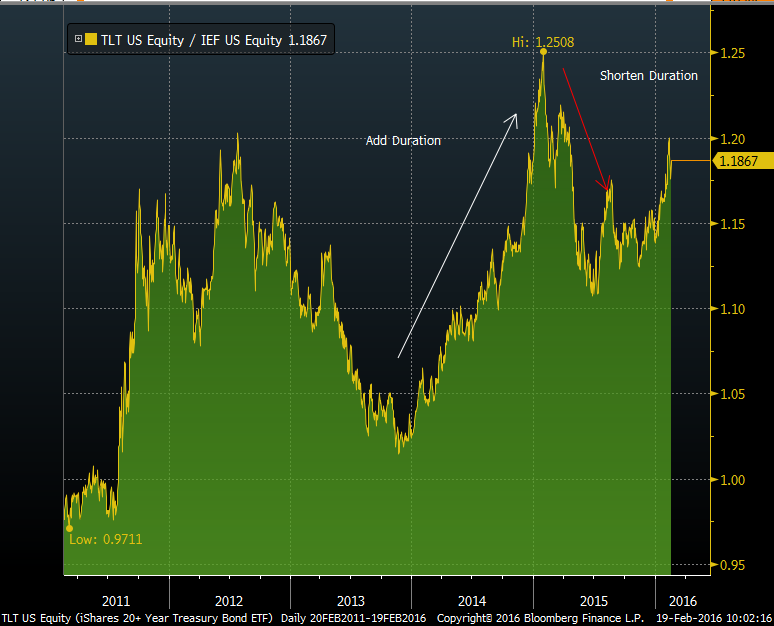 TLT US Equity / IEF US Equity 1.1867
Hi: 1.2508
Shorten Duration
Add Duration
Low: 0.9711
1.25
1.20
1.1867
1.15
1.10
1.05
1.00
0.95
2011 2012 2013 2014 2015 2016
TLT US Equity (iShares 20+ Year Treasury Bond ETF) Daily 20FEB2011-19FEB2016 Copyright© 2016 Bloomberg Finance L.P. 19-Feb-2016 10:02:16